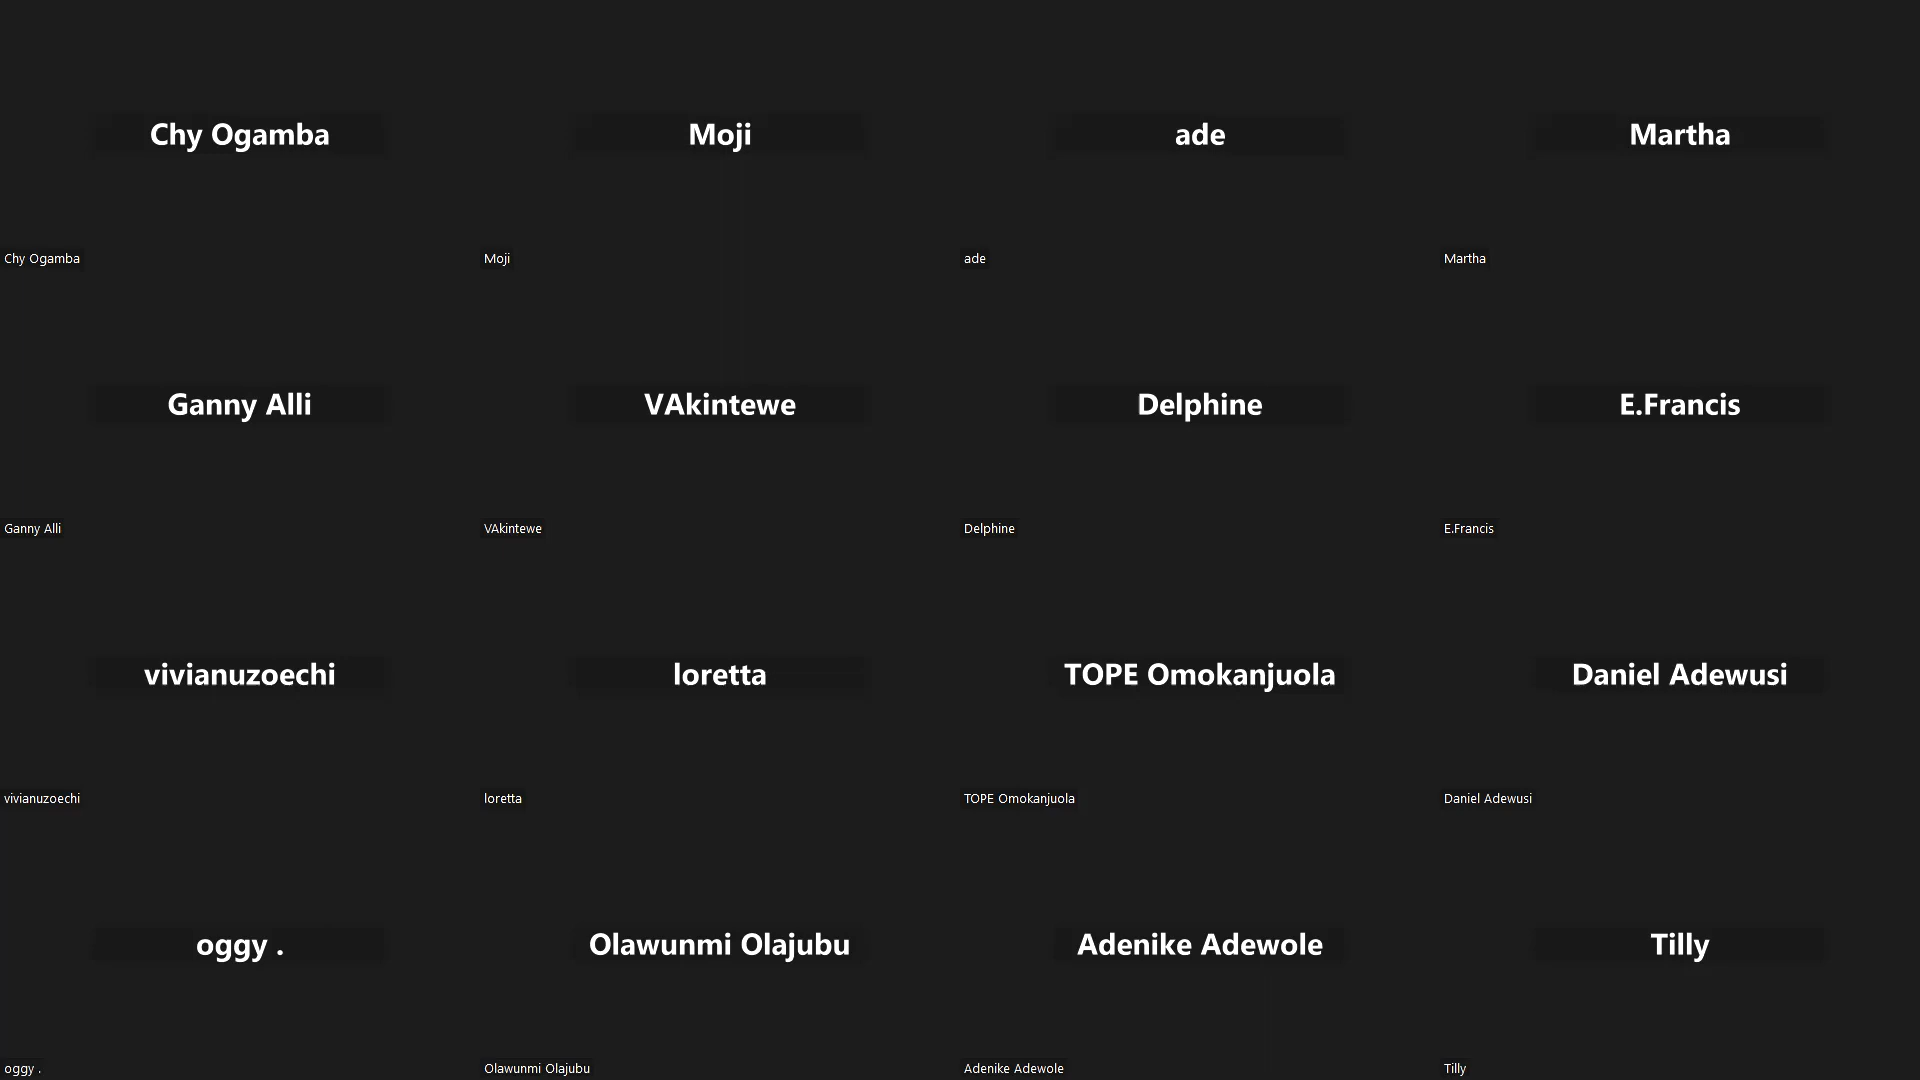 Chy Ogamba
Moji
ade
Martha
Chy Ogamba
Moji
ade
Martha
Ganny Alli
VAkintewe
Delphine
E.Francis
Ganny Alli
VAkintewe
Delphine
E.Francis
vivianuzoechi
loretta
TOPE Omokanjuola
Daniel Adewusi
vivianuzoechi
loretta
TOPE Omokanjuola
Daniel Adewusi
oggy .
Olawunmi Olajubu
Adenike Adewole
Tilly
oggy .
Olawunmi Olajubu
Adenike Adewole
Tilly